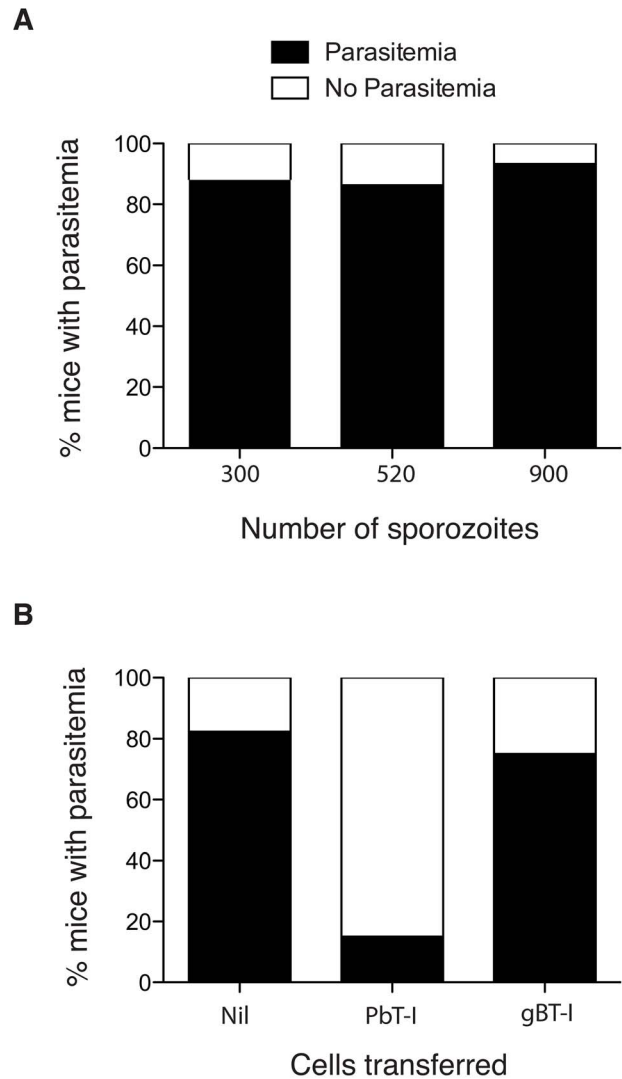 A
Parasitemia
No Parasitemia
% mice with parasitemia
100
80
60
40
20
0
300 520 900
Number of sporozoites
B
% mice with parasitemia
100
80
60
40
20
0
Nil PbT-I gBT-I
Cells transferred